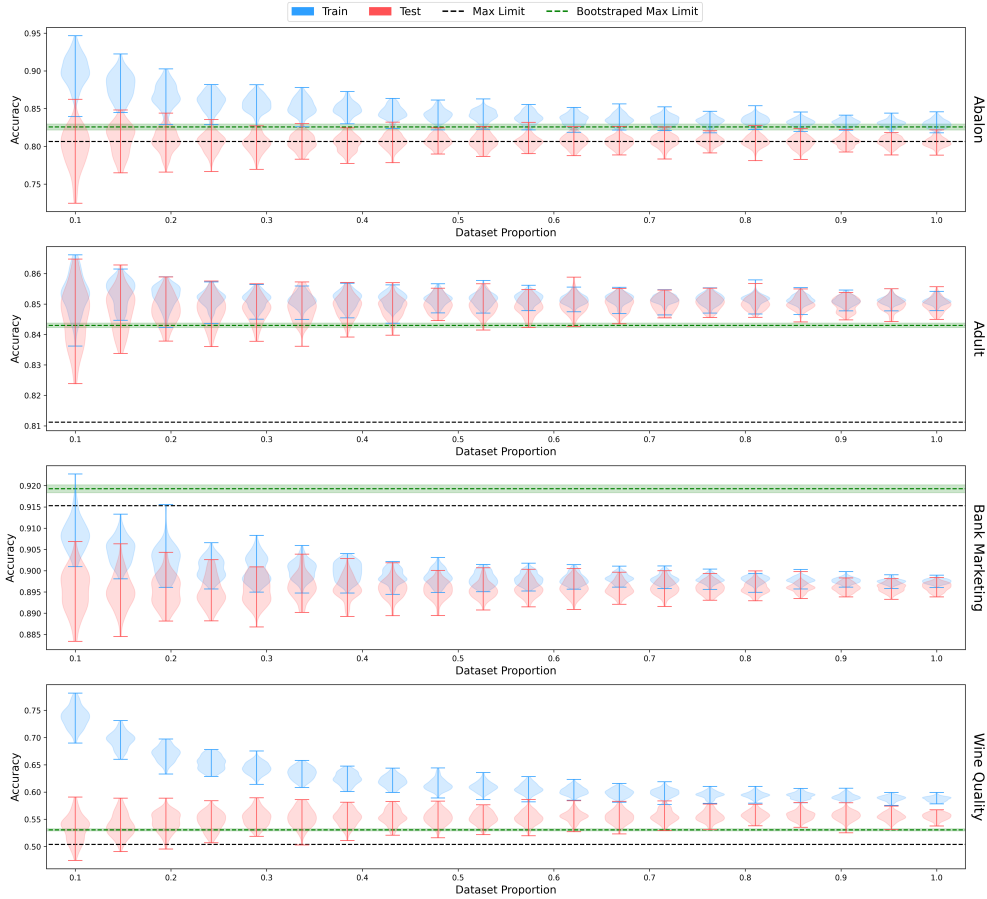 Train Test Max Limit Bootstraped Max Limit
0.95
0.90
0.85
0.80
0.75
Accuracy
Abalon
0.1 0.2 0.3 0.4 0.5 0.6 0.7 0.8 0.9 1.0
Dataset Proportion
0.86
0.85
0.84
0.83
0.82
0.81
Accuracy
Adult
0.1 0.2 0.3 0.4 0.5 0.6 0.7 0.8 0.9 1.0
Dataset Proportion
0.920
0.915
0.910
0.905
0.900
0.895
0.890
0.885
Accuracy
Bank Marketing
0.1 0.2 0.3 0.4 0.5 0.6 0.7 0.8 0.9 1.0
Dataset Proportion
0.75
0.70
0.65
0.60
0.55
0.50
Accuracy
Wine Quality
0.1 0.2 0.3 0.4 0.5 0.6 0.7 0.8 0.9 1.0
Dataset Proportion